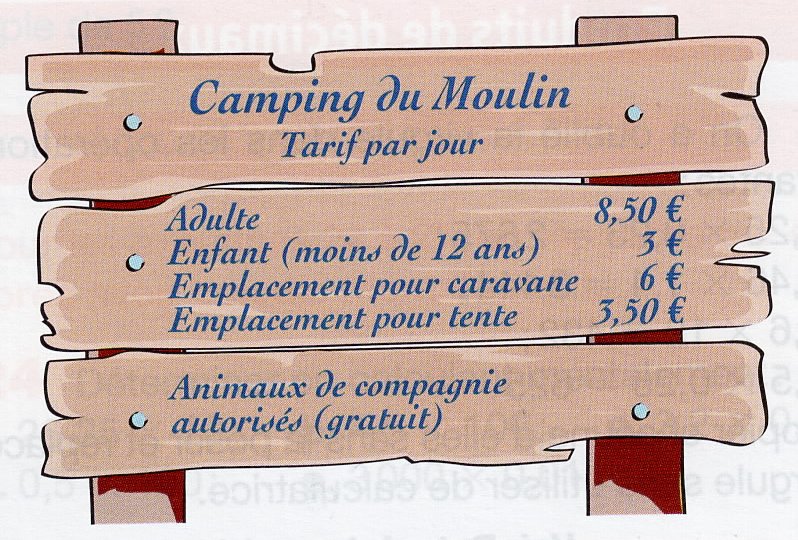 Camping du Moulin
Tarif par jour
Adulte 8,50 €
Enfant (moins de 12 ans) 3 €
Emplacement pour caravane 6 €
Emplacement pour tente 3,50 €
Animaux de compagnie
autorisés (gratuit)